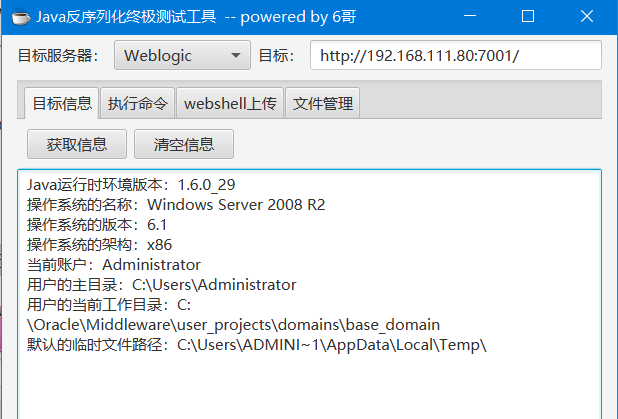 Java反序列化终极测试工具 -- powered by 6哥
目标服务器： Weblogic 目标： http://192.168.111.80:7001/
目标信息 执行命令 webshell上传 文件管理
获取信息 清空信息
Java运行时环境版本：1.6.0_29
操作系统的名称：Windows Server 2008 R2
操作系统的版本：6.1
操作系统的架构：x86
当前账户：Administrator
用户的主目录：C:\Users\Administrator
用户的当前工作目录：C:
\Oracle\Middleware\user_projects\domains\base_domain
默认的临时文件路径：C:\Users\ADMINI~1\AppData\Local\Temp\